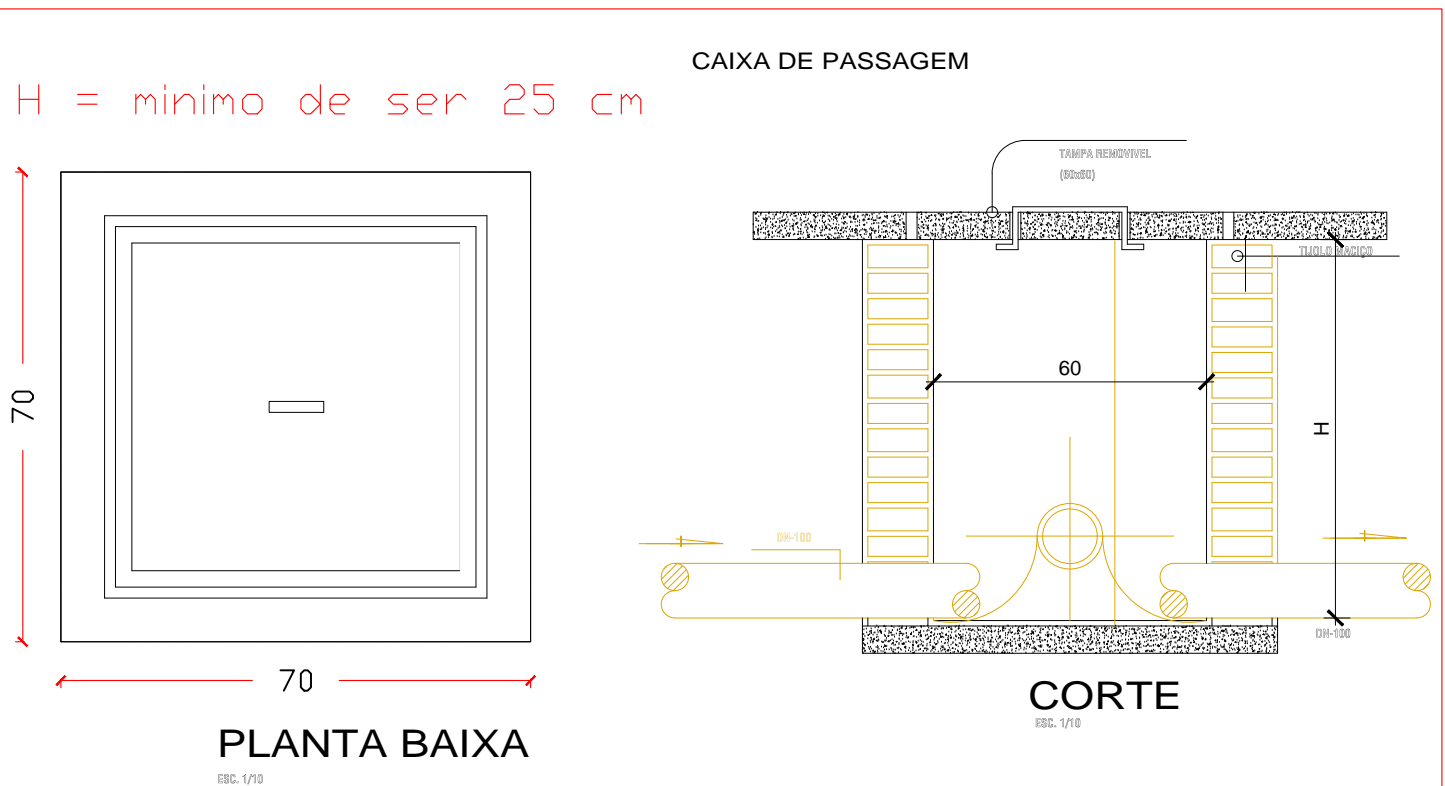 CAIXA DE PASSAGEM
H = minimo de ser 25 cm
TAMPA REMOVIVEL
(60x60)
TIJOLO MACIÇO
70
60
H
DN-100
DN-100
70
CORTE
ESC. 1/10
PLANTA BAIXA
ESC. 1/10